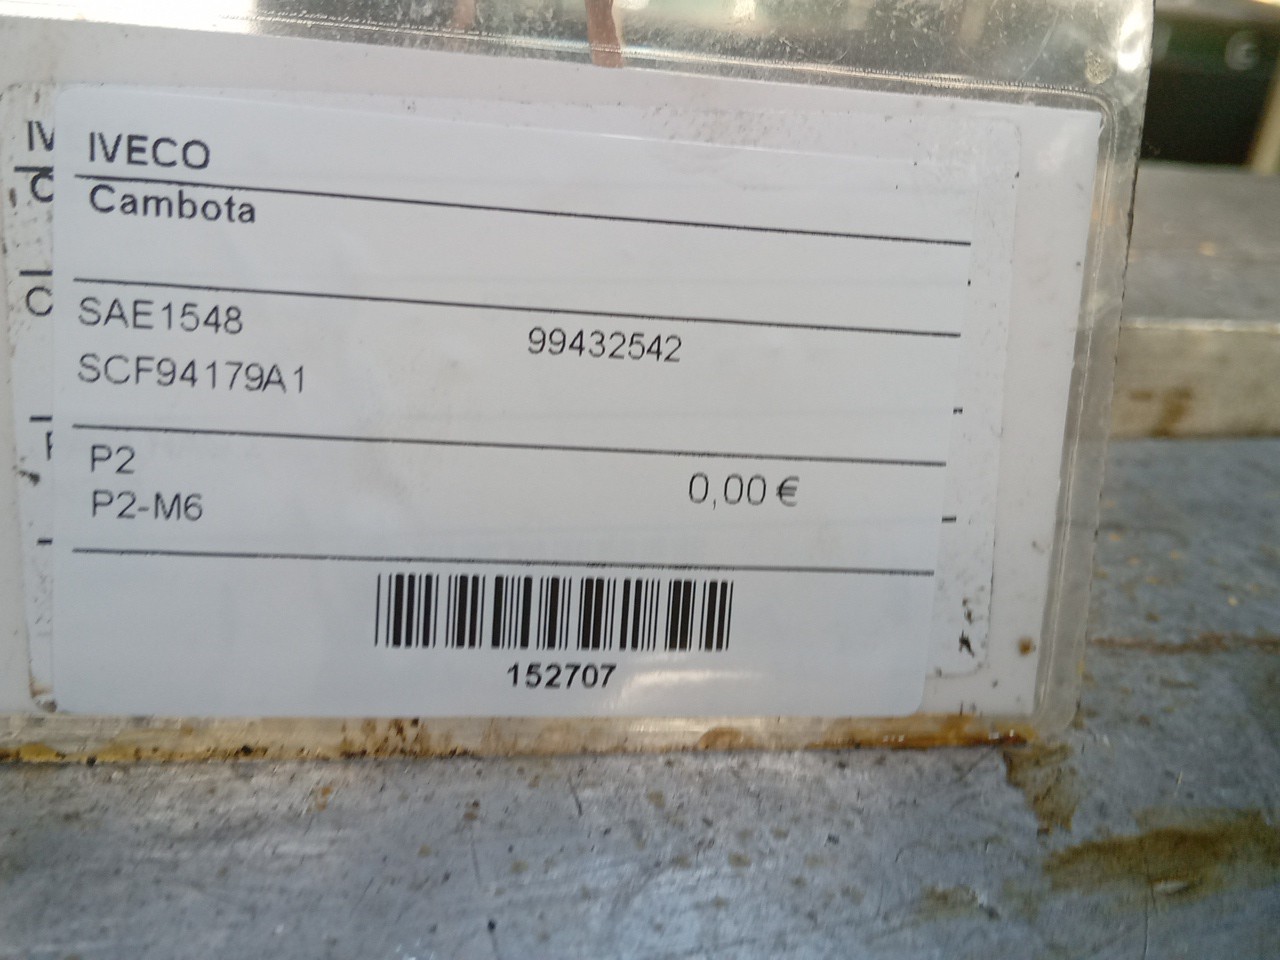 IVECO
Cambota
SAE1548
99432542
SCF94179A1
P2
0,00 €
P2-M6
152707